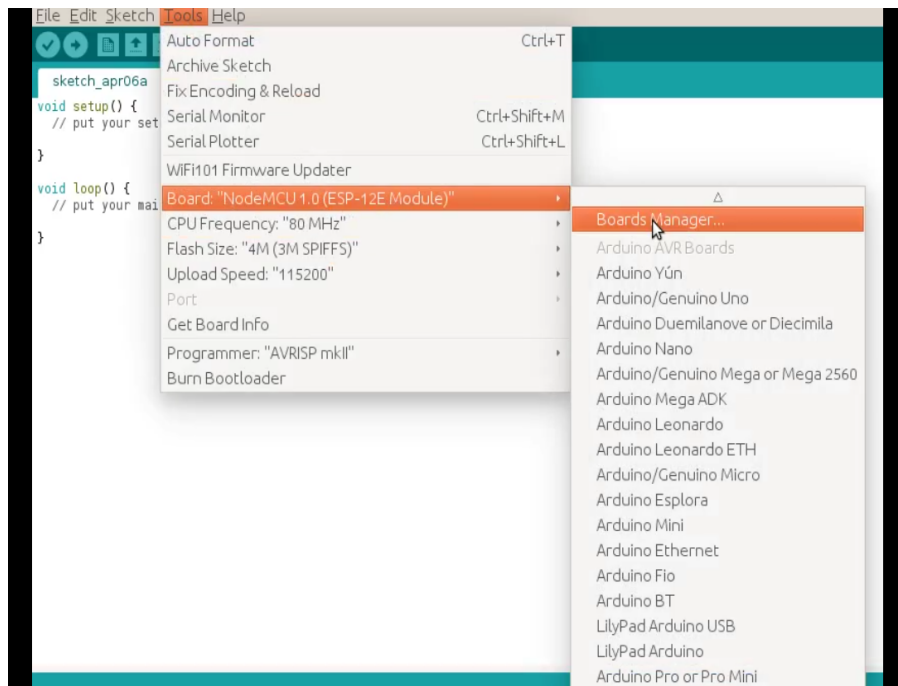 File Edit Sketch Tools Help
sketch_apr06a
void setup() {
// put your set
}
void loop() {
// put your mai
}
Auto Format Ctrl+T
Archive Sketch
Fix Encoding & Reload
Serial Monitor Ctrl+Shift+M
Serial Plotter Ctrl+Shift+L
WiFi101 Firmware Updater
Board: "NodeMCU 1.0 (ESP-12E Module)"
CPU Frequency: "80 MHz"
Flash Size: "4M (3M SPIFFS)"
Upload Speed: "115200"
Port
Get Board Info
Programmer: "AVRISP mkII"
Burn Bootloader
Boards Manager...
Arduino AVR Boards
Arduino Yún
Arduino/Genuino Uno
Arduino Duemilanove or Diecimila
Arduino Nano
Arduino/Genuino Mega or Mega 2560
Arduino Mega ADK
Arduino Leonardo
Arduino Leonardo ETH
Arduino/Genuino Micro
Arduino Esplora
Arduino Mini
Arduino Ethernet
Arduino Fio
Arduino BT
LilyPad Arduino USB
LilyPad Arduino
Arduino Pro or Pro Mini